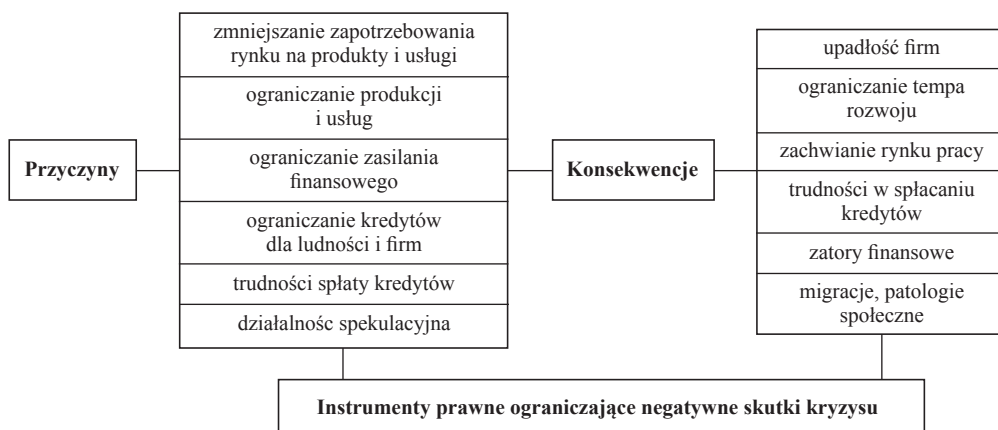 Przyczyny
zmniejszanie zapotrzebowania
rynku na produkty i usługi
ograniczanie produkcji
i usług
ograniczanie zasilania
finansowego
ograniczanie kredytów
dla ludności i firm
trudności spłaty kredytów
działalnośc spekulacyjna
Konsekwencje
upadłość firm
ograniczanie tempa
rozwoju
zachwianie rynku pracy
trudności w spłacaniu
kredytów
zatory finansowe
migracje, patologie
społeczne
Instrumenty prawne ograniczające negatywne skutki kryzysu